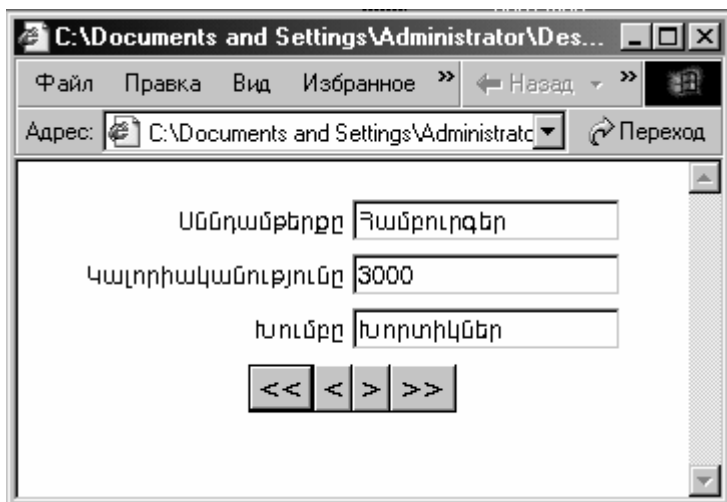 C:\Documents and Settings\Administrator\Des...
Файл Правка Вид Избранное » Назад »
Адрес: C:\Documents and Settings\Administratc Переход
Սննդամթերքը Համբուրգեր
Կալորիականությունը 3000
Խումբը Խորտիկներ
<< < > >>